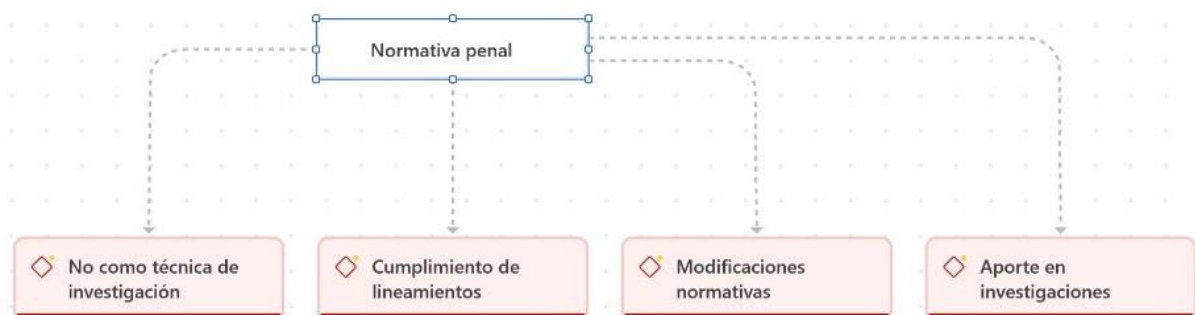 Normativa penal
No como técnica de
investigación
Cumplimiento de
lineamientos
Modificaciones
normativas
Aporte en
investigaciones